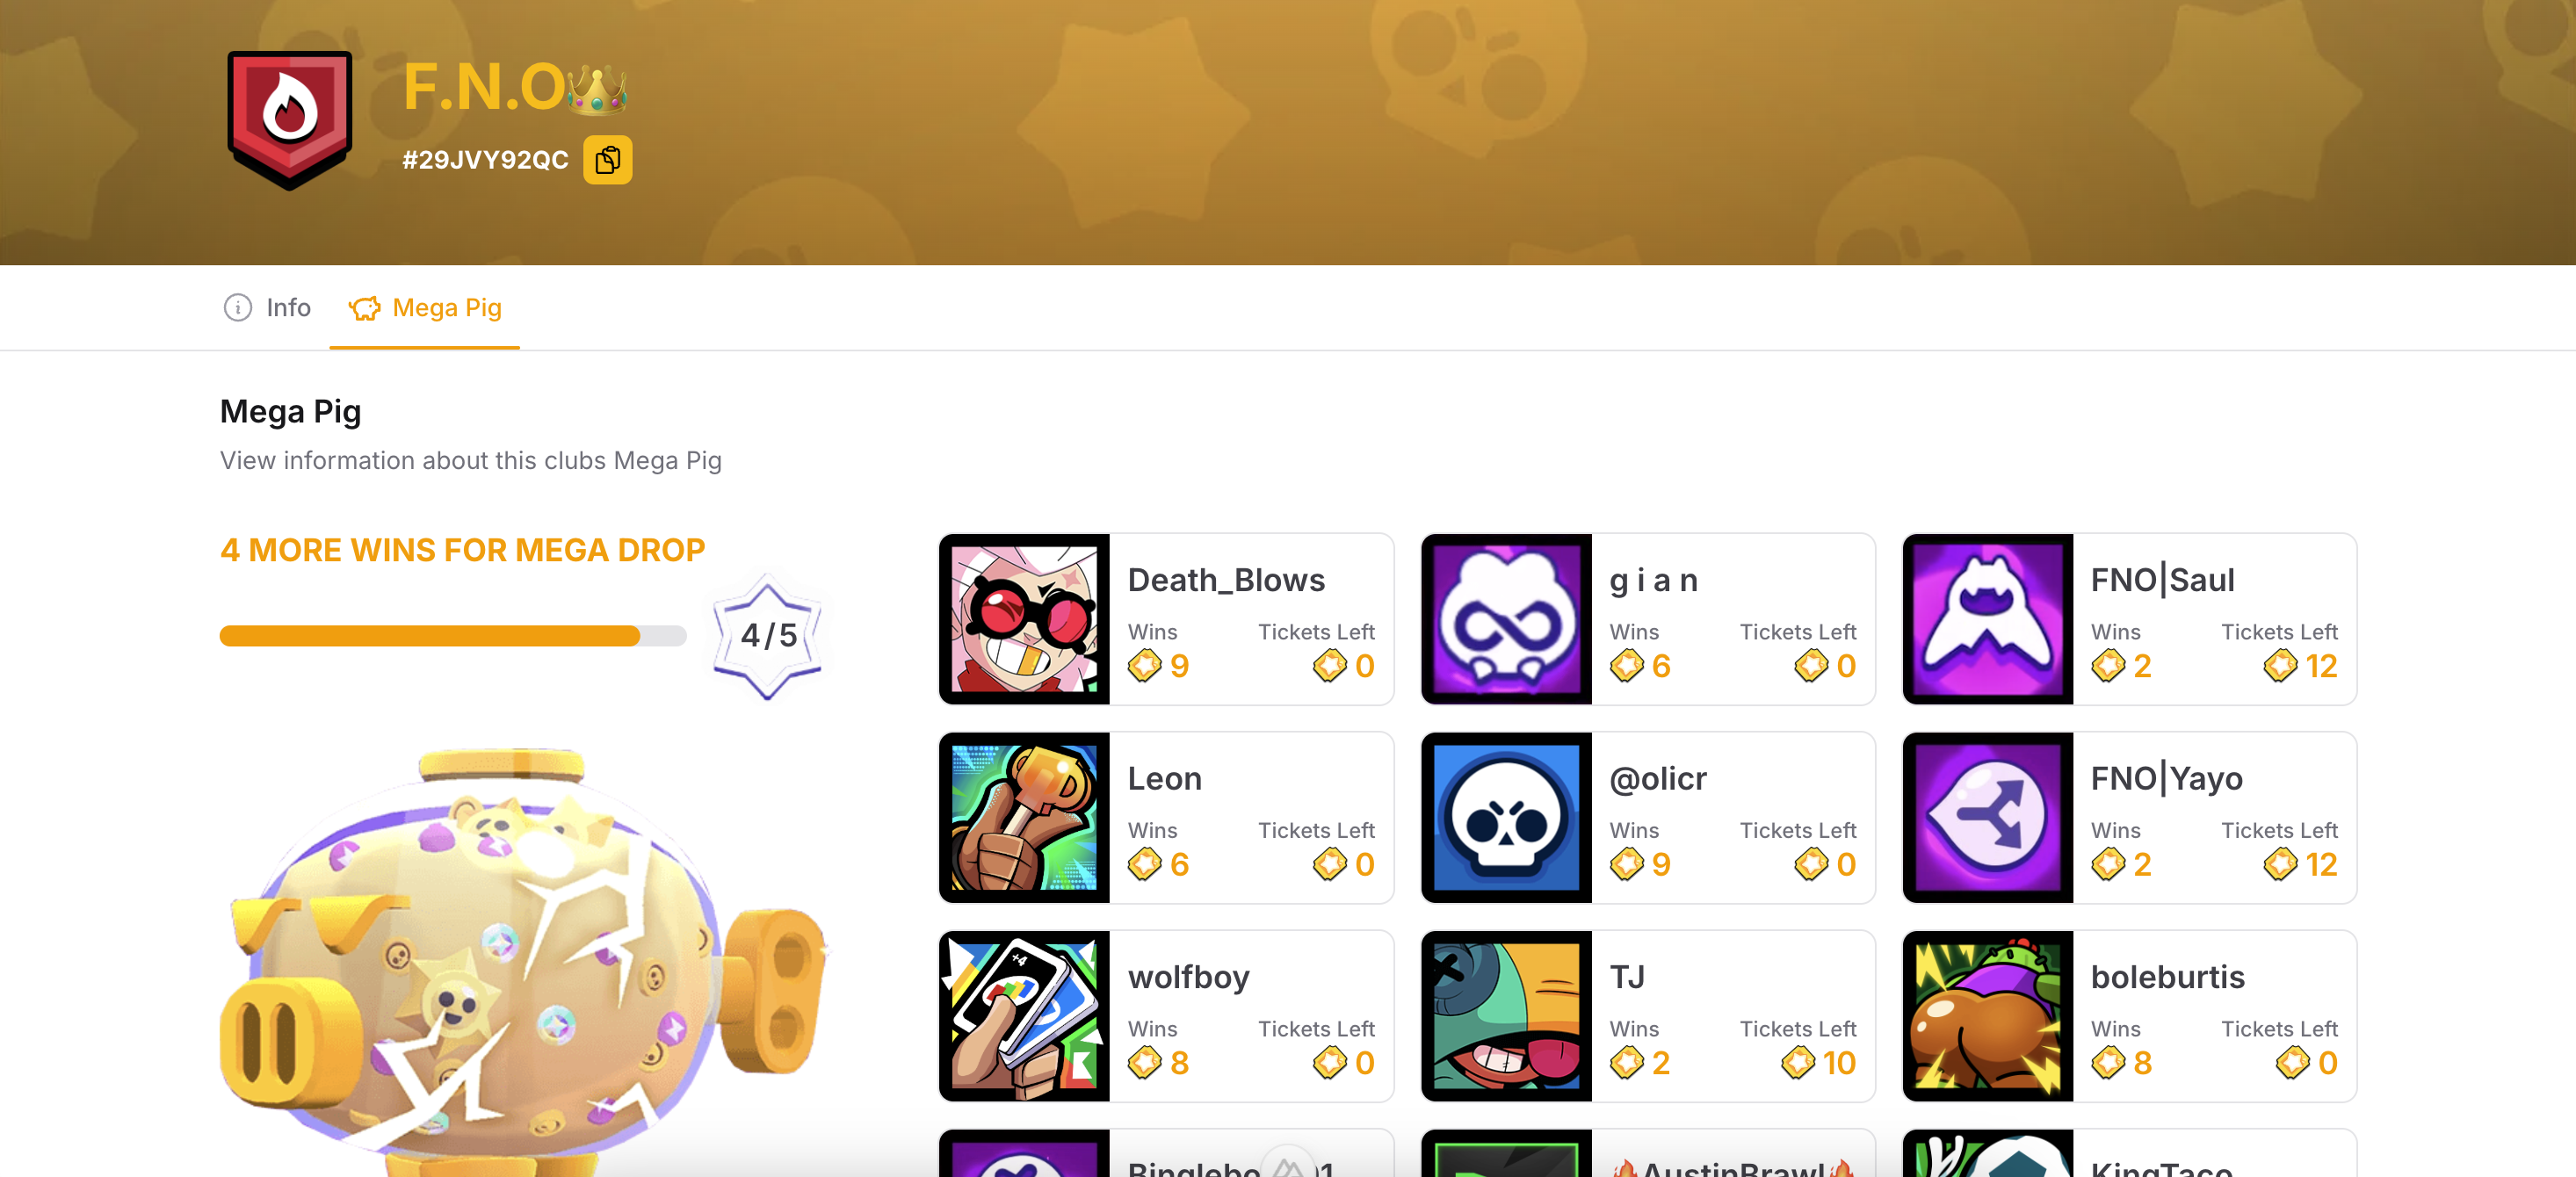 F.N.O👑
#29JVY92QC
Info
Mega Pig
Mega Pig
View information about this clubs Mega Pig
4 MORE WINS FOR MEGA DROP
4/5
Death_Blows
Wins Tickets Left
9 0
g i a n
Wins Tickets Left
6 0
FNO|Saul
Wins Tickets Left
2 12
Leon
Wins Tickets Left
6 0
@olicr
Wins Tickets Left
9 0
FNO|Yayo
Wins Tickets Left
2 12
wolfboy
Wins Tickets Left
8 0
+4
TJ
Wins Tickets Left
2 10
boleburtis
Wins Tickets Left
8 0
🔥AustinBrawl🔥
KingTaco